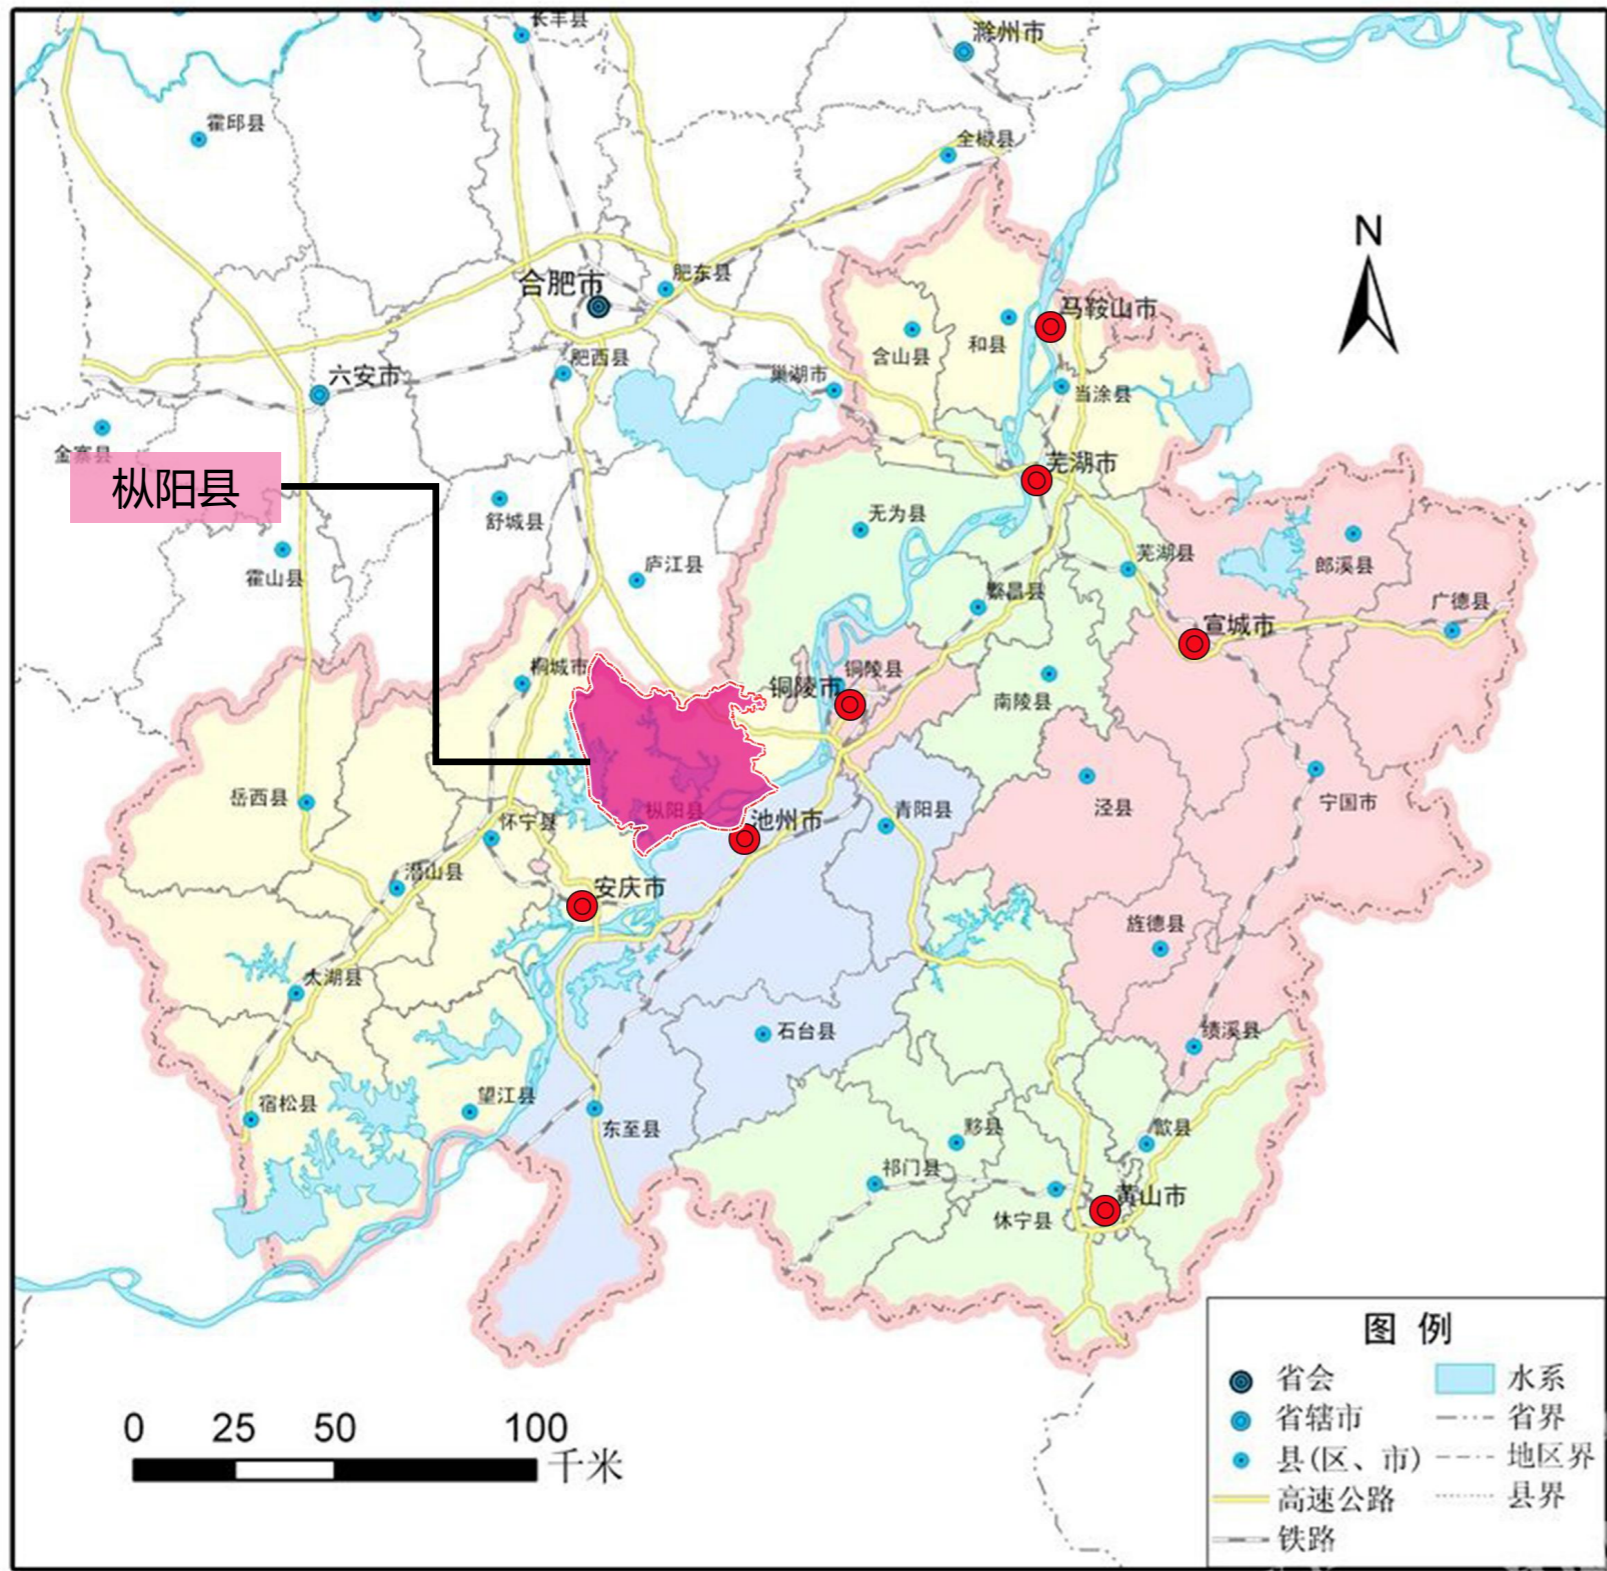 长丰县
滁州市
霍邱县
全椒县
N
合肥市
肥东县
马鞍山市
和县
含山县
肥西县
六安市
巢湖市
当涂县
金寨县
芜湖市
枞阳县
舒城县
无为县
芜湖县
庐江县
郎溪县
霍山县
繁昌县
广德县
宣城市
桐城市
铜陵县
铜陵市
南陵县
岳西县
枞阳县
池州市
青阳县
泾县
宁国市
怀宁县
潜山县
安庆市
旌德县
太湖县
石台县
绩溪县
宿松县
望江县
东至县
黟县
歙县
祁门县
黄山市
休宁县
图 例
省会
水系
省辖市
省界
县(区、市)
地区界
高速公路
县界
铁路
0 25 50 100
千米